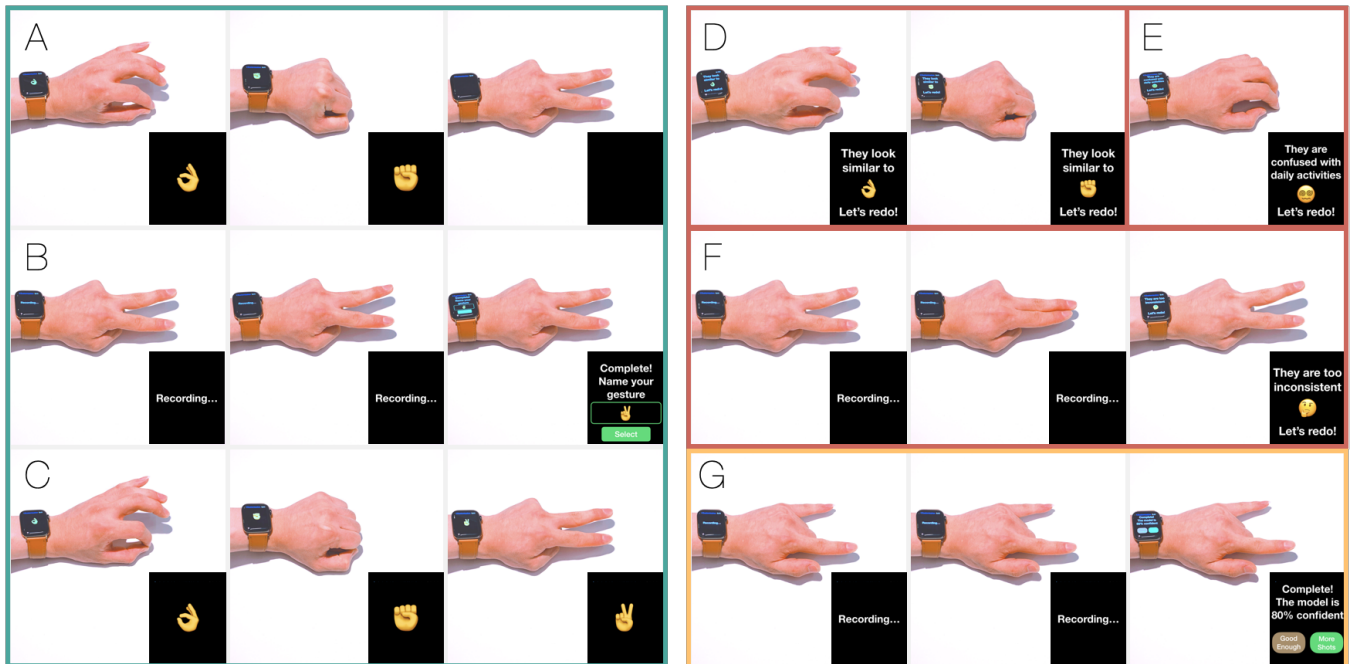 A
D
E
They look
similar to
👌
Let's redo!
They look
similar to
✊
Let's redo!
They are
confused with
daily activities
Let's redo!
B
Recording...
Recording...
Complete!
Name your
gesture
✌
Select
F
Recording...
Recording...
They are too
inconsistent
🤔
Let's redo!
C
G
Recording...
Recording...
Complete!
The model is
80% confident
Good
Enough
More
Shots